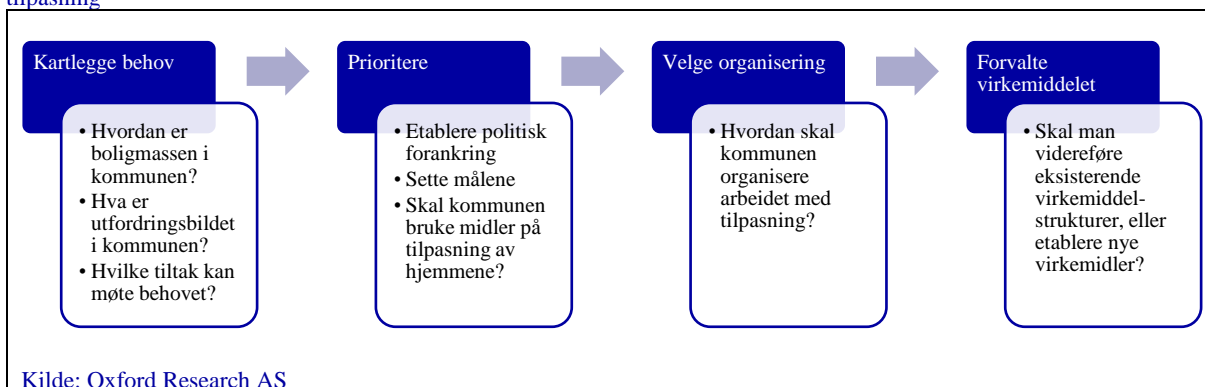 tilpasning
Kartlegge behov
• Hvordan er
boligmassen i
kommunen?
• Hva er
utfordringsbildet
i kommunen?
• Hvilke tiltak kan
møte behovet?
Prioritere
• Etablere politisk
forankring
• Sette målene
• Skal kommunen
bruke midler på
tilpasning av
hjemmene?
Velge organisering
• Hvordan skal
kommunen
organisere
arbeidet med
tilpasning?
Forvalte
virkemiddelet
• Skal man
videreføre
eksisterende
virkemiddel-
strukturer, eller
etablere nye
virkemidler?
Kilde: Oxford Research AS